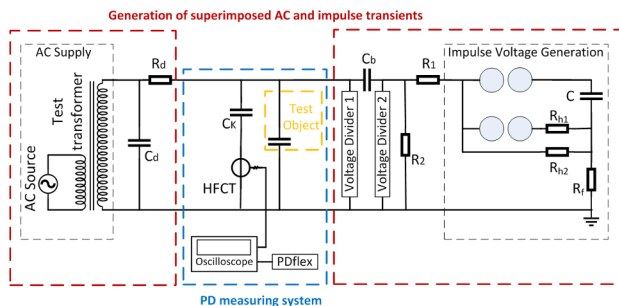 Generation of superimposed AC and impulse transients
AC Supply
Test
transformer
AC Source
Rd
Cd
CK
HFCT
Test
Object
Oscilloscope
PDflex
PD measuring system
Voltage Divider 1
Cb
Voltage Divider 2
R2
R1
Impulse Voltage Generation
C
Rh1
Rh2
Rf